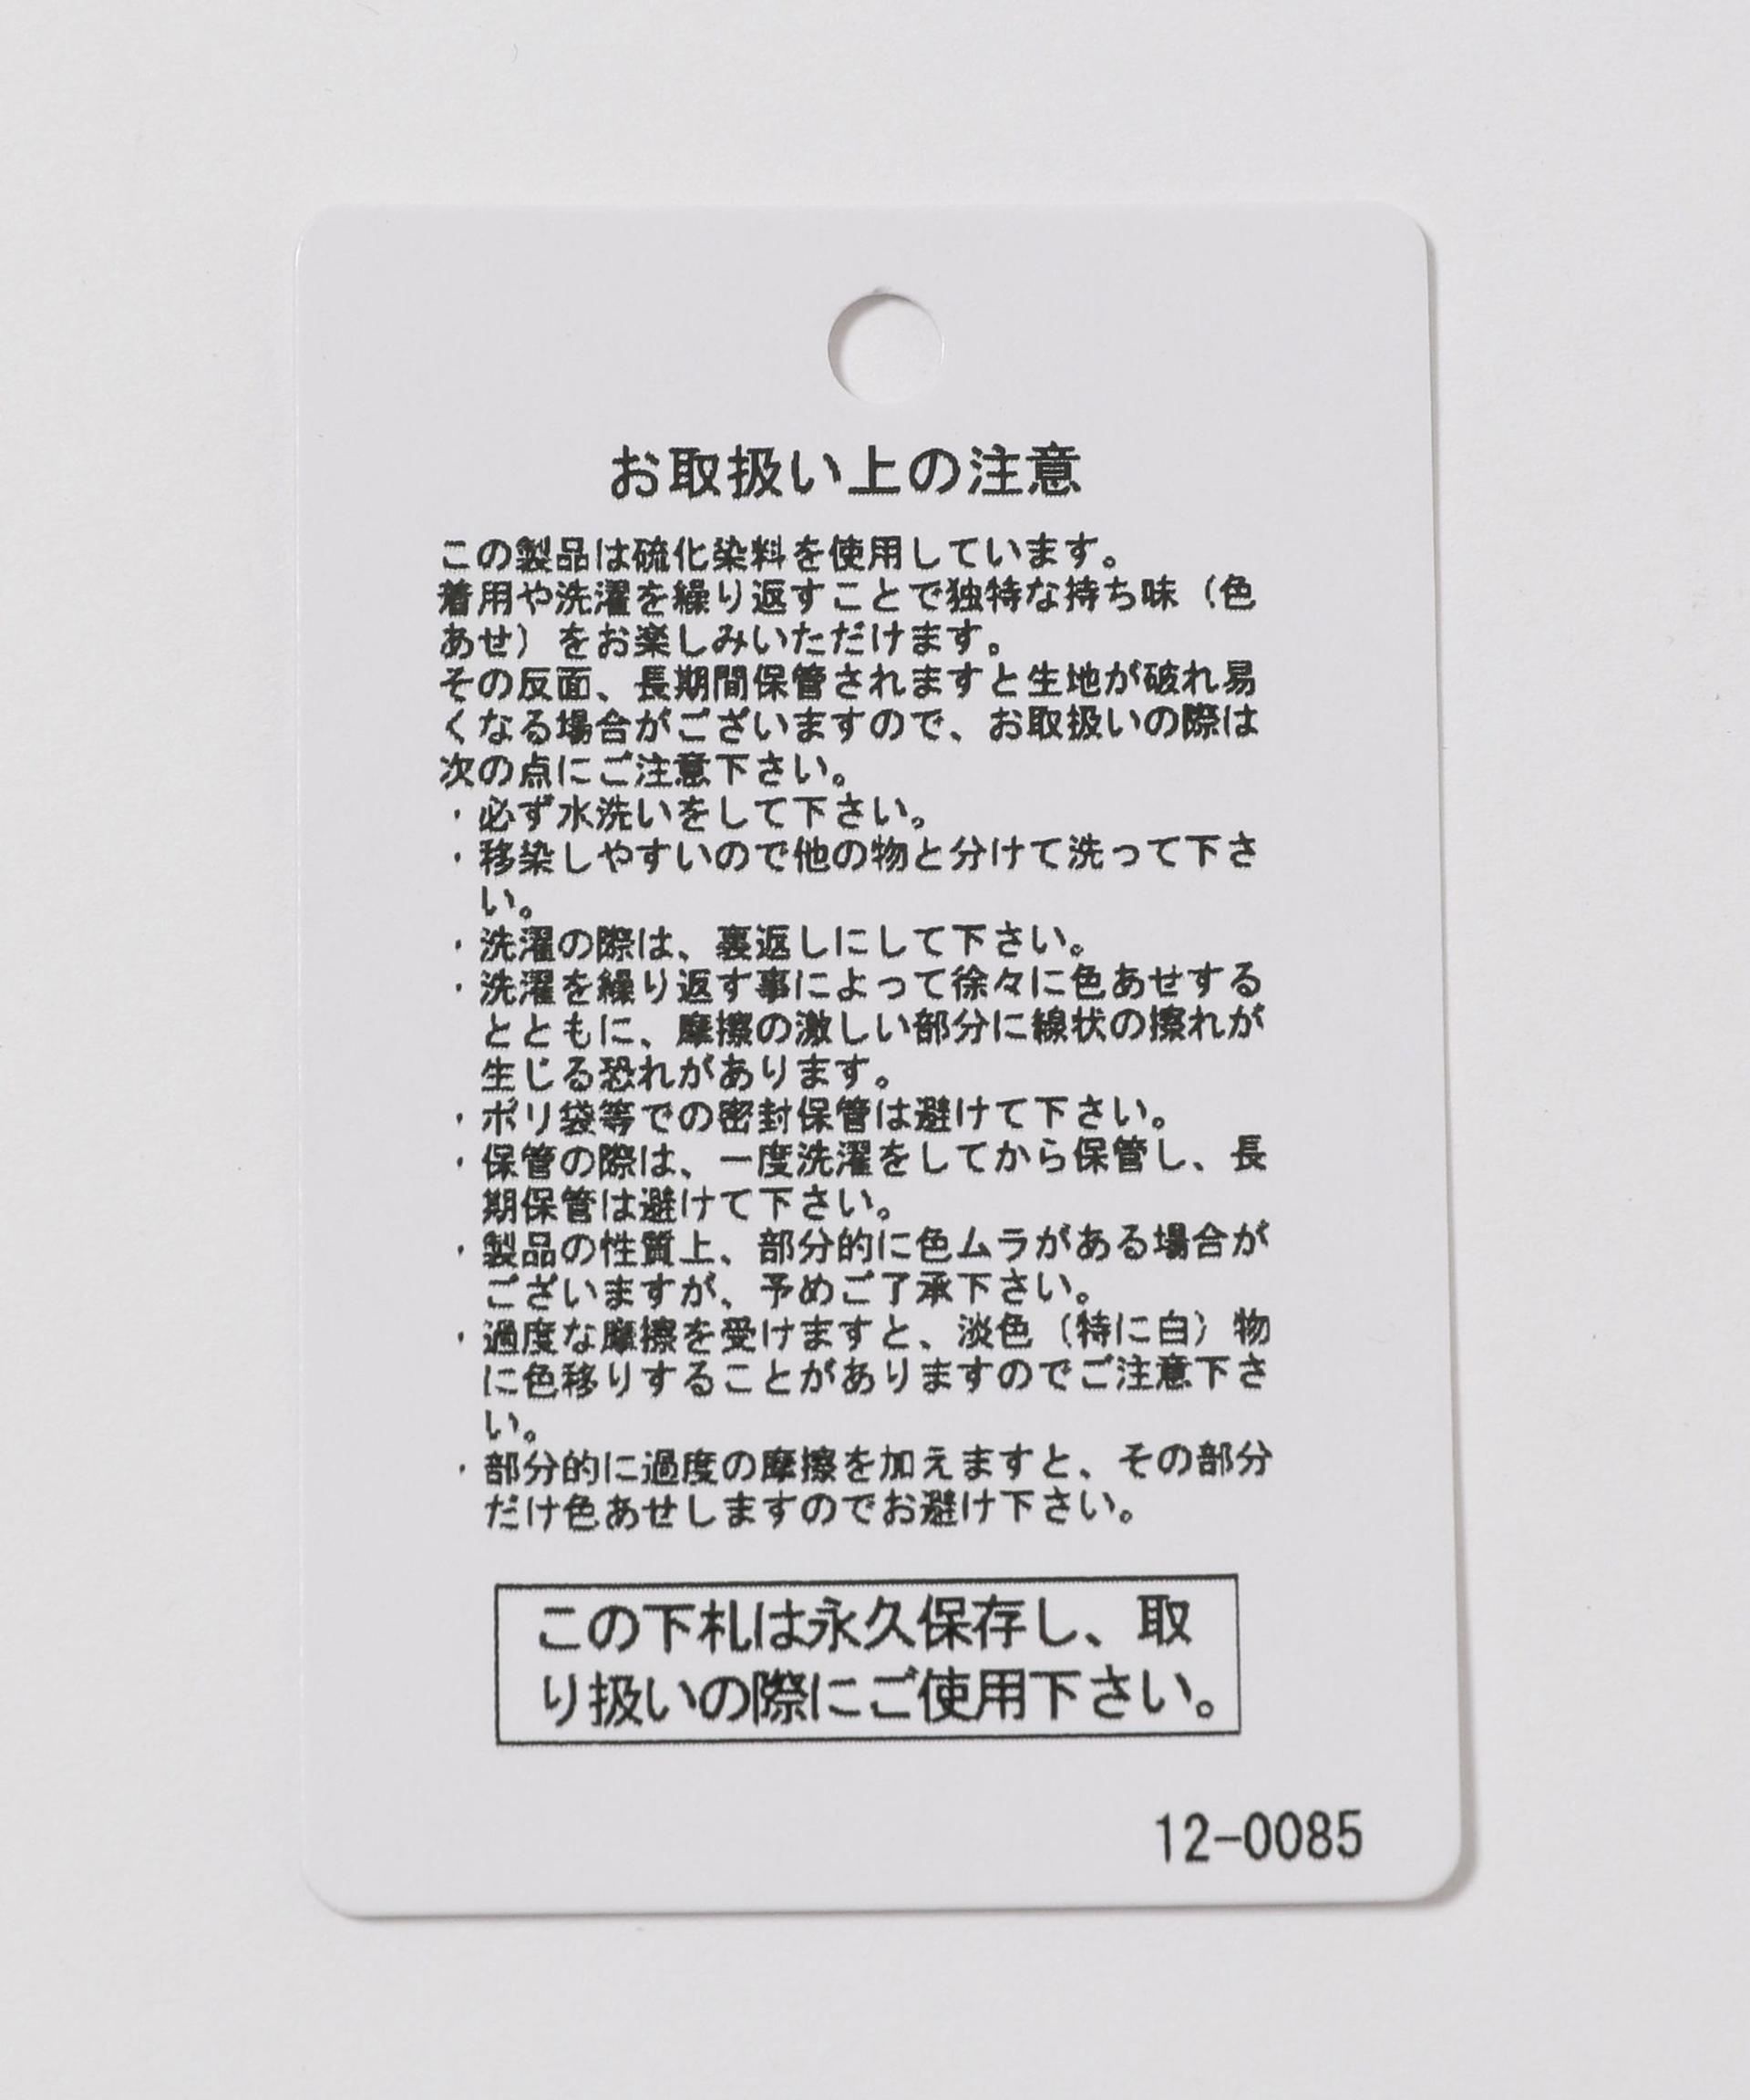 お取扱い上の注意
この製品は硫化染料を使用しています。
着用や洗濯を繰り返すことで独特な持ち味（色
あせ）をお楽しみいただけます。
その反面、長期間保管されますと生地が破れ易
くなる場合がございますので、お取扱いの際は
次の点にご注意下さい。
・必ず水洗いをして下さい。
・移染しやすいので他の物と分けて洗って下さ
い。
・洗濯の際は、裏返しにして下さい。
・洗濯を繰り返す事によって徐々に色あせする
とともに、摩擦の激しい部分に線状の擦れが
生じる恐れがあります。
・ポリ袋等での密封保管は避けて下さい。
・保管の際は、一度洗濯をしてから保管し、長
期保管は避けて下さい。
・製品の性質上、部分的に色ムラがある場合が
ございますが、予めご了承下さい。
・過度な摩擦を受けますと、淡色（特に白）物
に色移りすることがありますのでご注意下さ
い。
・部分的に過度の摩擦を加えますと、その部分
だけ色あせしますのでお避け下さい。
この下札は永久保存し、取
り扱いの際にご使用下さい。
12-0085